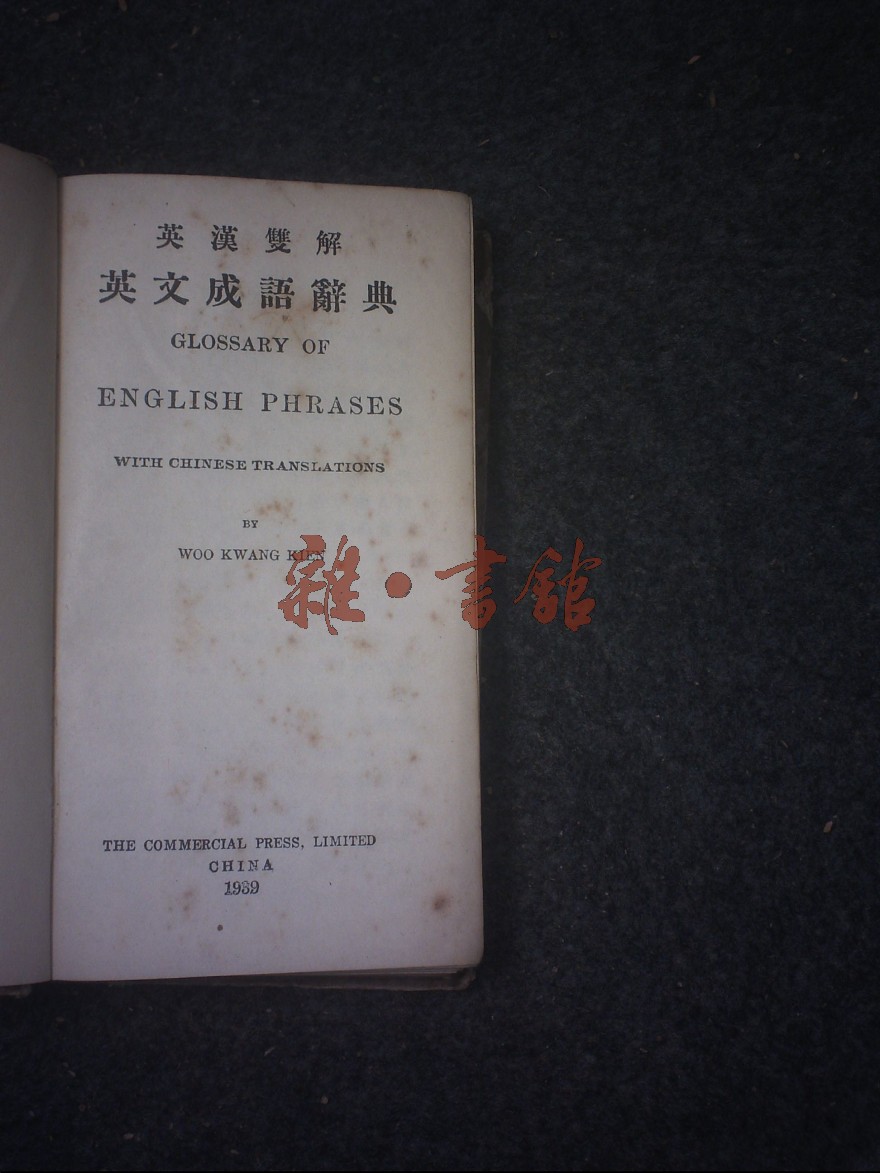 英漢雙解
英文成語辭典
GLOSSARY OF
ENGLISH PHRASES
WITH CHINESE TRANSLATIONS
BY
WOO KWANG KIEN
雜·書館
THE COMMERCIAL PRESS, LIMITED
CHINA
1939